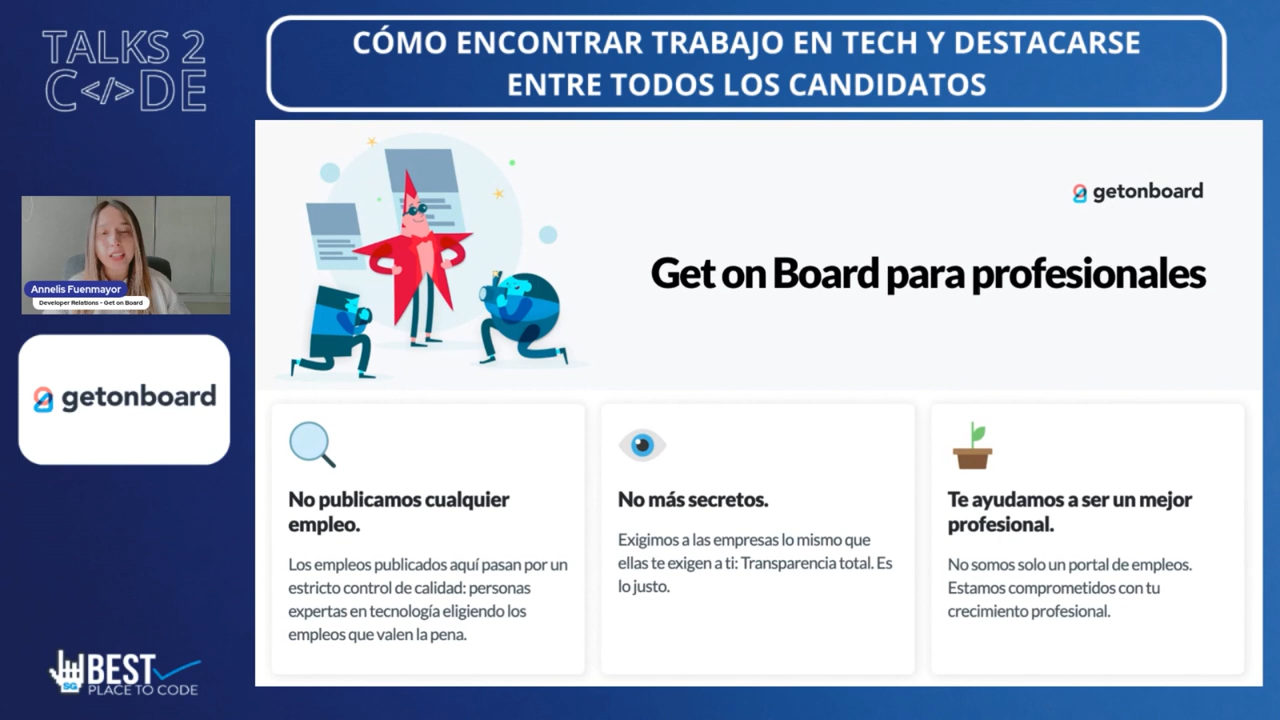 TALKS 2
C</>DE
CÓMO ENCONTRAR TRABAJO EN TECH Y DESTACARSE
ENTRE TODOS LOS CANDIDATOS
Annelis Fuenmayor
Developer Relations - Get on Board
getonboard
getonboard
Get on Board para profesionales
No publicamos cualquier
empleo.
Los empleos publicados aquí pasan por un
estricto control de calidad: personas
expertas en tecnología eligiendo los
empleos que valen la pena.
No más secretos.
Exigimos a las empresas lo mismo que
ellas te exigen a ti: Transparencia total. Es
lo justo.
Te ayudamos a ser un mejor
profesional.
No somos solo un portal de empleos.
Estamos comprometidos con tu
crecimiento profesional.
SG
BEST
PLACE TO CODE